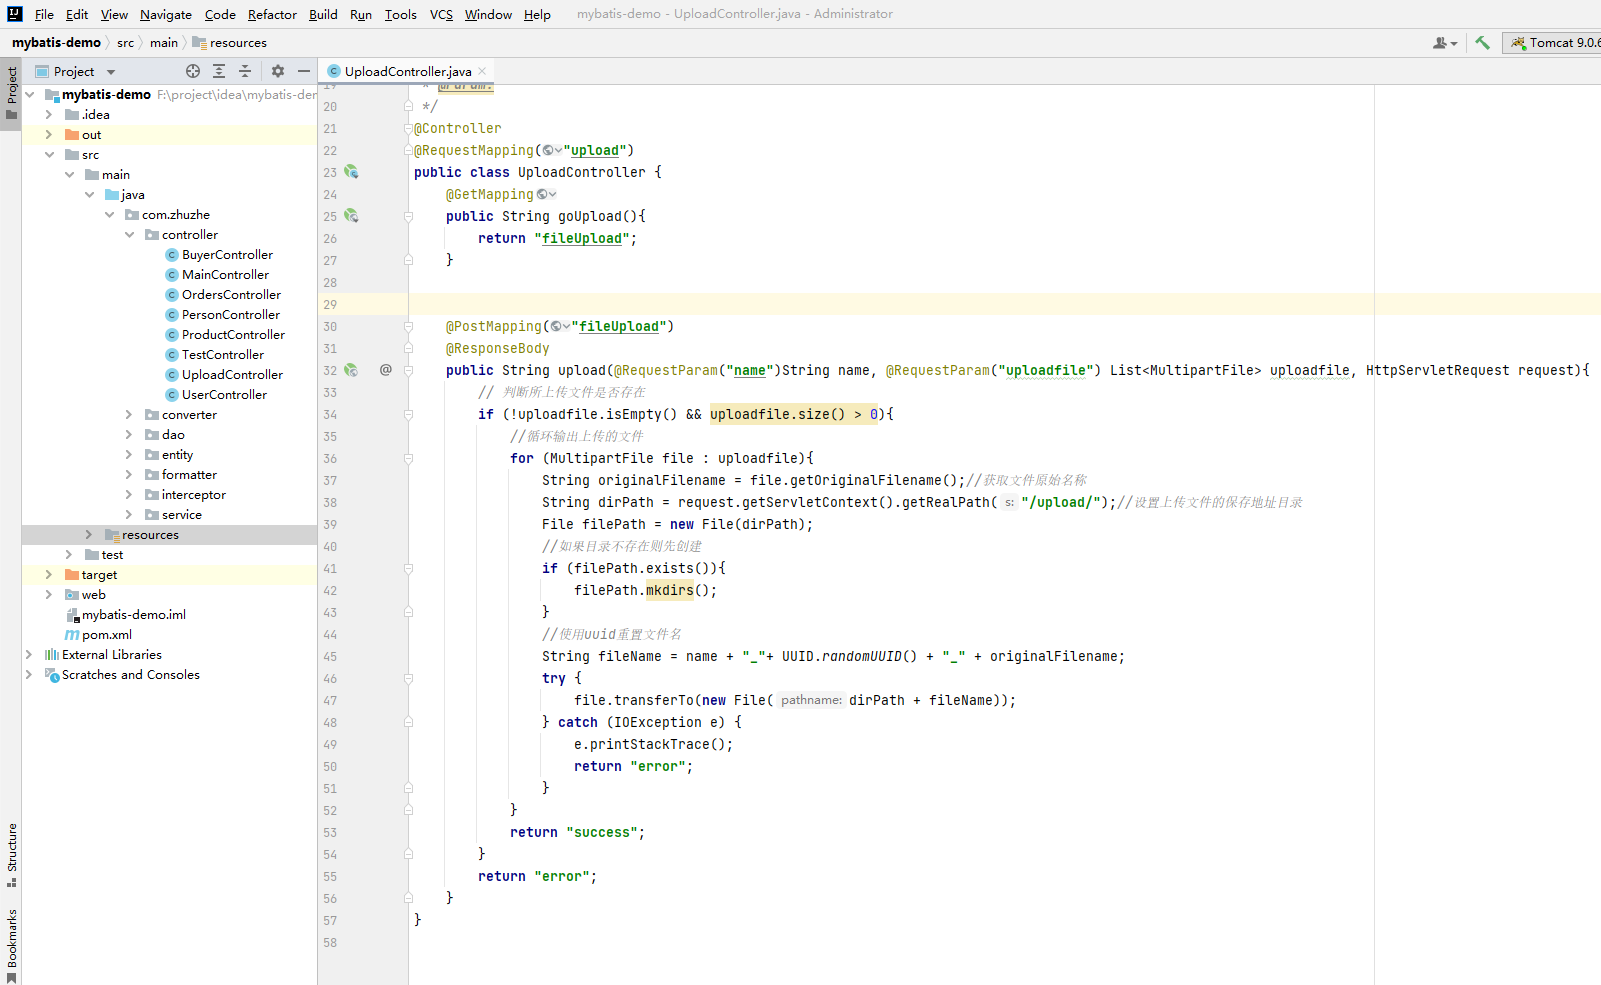 File Edit View Navigate Code Refactor Build Run Tools VCS Window Help mybatis-demo - UploadController.java - Administrator
mybatis-demo src main resources
Tomcat 9.0.6
Project
Structure
Bookmarks
Project
mybatis-demo F:\project\idea\mybatis-der
.idea
out
src
main
java
com.zhuzhe
controller
BuyerController
MainController
OrdersController
PersonController
ProductController
TestController
UploadController
UserController
converter
dao
entity
formatter
interceptor
service
resources
test
target
web
mybatis-demo.iml
pom.xml
External Libraries
Scratches and Consoles
UploadController.java
19 * @Param:
20 */
21 @Controller
22 @RequestMapping("upload")
23 public class UploadController {
24 @GetMapping
25 public String goUpload(){
26 return "fileUpload";
27 }
28
29
30 @PostMapping("fileUpload")
31 @ResponseBody
32 @ public String upload(@RequestParam("name")String name, @RequestParam("uploadfile") List<MultipartFile> uploadfile, HttpServletRequest request){
33 // 判断所上传文件是否存在
34 if (!uploadfile.isEmpty() && uploadfile.size() > 0){
35 //循环输出上传的文件
36 for (MultipartFile file : uploadfile){
37 String originalFilename = file.getOriginalFilename();//获取文件原始名称
38 String dirPath = request.getServletContext().getRealPath( s: "/upload/");//设置上传文件的保存地址目录
39 File filePath = new File(dirPath);
40 //如果目录不存在则先创建
41 if (filePath.exists()){
42 filePath.mkdirs();
43 }
44 //使用uuid重置文件名
45 String fileName = name + "_"+ UUID.randomUUID() + "_" + originalFilename;
46 try {
47 file.transferTo(new File( pathname: dirPath + fileName));
48 } catch (IOException e) {
49 e.printStackTrace();
50 return "error";
51 }
52 }
53 return "success";
54 }
55 return "error";
56 }
57 }
58